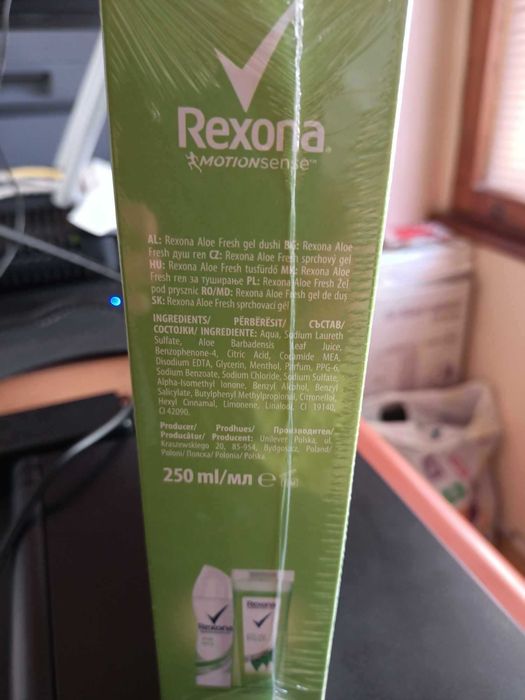 Rexona
MOTIONsense™
AL: Rexona Aloe Fresh gel dushi BG: Rexona Aloe
Fresh душ гел CZ: Rexona Aloe Fresh sprchový gel
HU: Rexona Aloe Fresh tusfürdő MK: Rexona Aloe
Fresh гел за туширање PL: Rexona Aloe Fresh Żel
pod prysznic RO/MD: Rexona Aloe Fresh gel de duş
SK: Rexona Aloe Fresh sprchovací gél
INGREDIENTS/ PËRBËRËSIT/ СЪСТАВ/
СОСТОЈКИ/ INGREDIENTE: Aqua, Sodium Laureth
Sulfate, Aloe Barbadensis Leaf Juice,
Benzophenone-4, Citric Acid, Cocamide MEA,
Disodium EDTA, Glycerin, Menthol, Parfum, PPG-6,
Sodium Benzoate, Sodium Chloride, Sodium Sulfate,
Alpha-Isomethyl Ionone, Benzyl Alcohol, Benzyl
Salicylate, Butylphenyl Methylpropional, Citronellol,
Hexyl Cinnamal, Limonene, Linalool, CI 19140,
CI 42090.
Producer/ Prodhues/ Производител/
Producător/ Producent: Unilever Polska, ul.
Kraszewskiego 20, 85-954, Bydgoszcz, Poland/
Poloni/ Полска/ Polonia/ Polska
250 ml/мл ℮
Rexona
Rexona